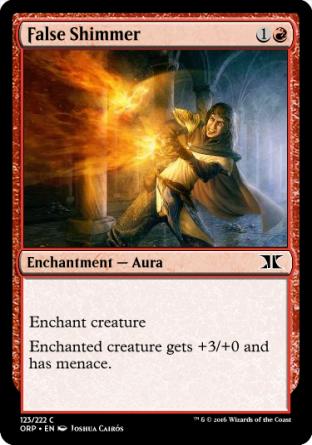 False Shimmer 1
Enchantment — Aura
Enchant creature
Enchanted creature gets +3/+0 and
has menace.
123/222 C
ORP • EN Joshua Cairós
™ & © 2016 Wizards of the Coast